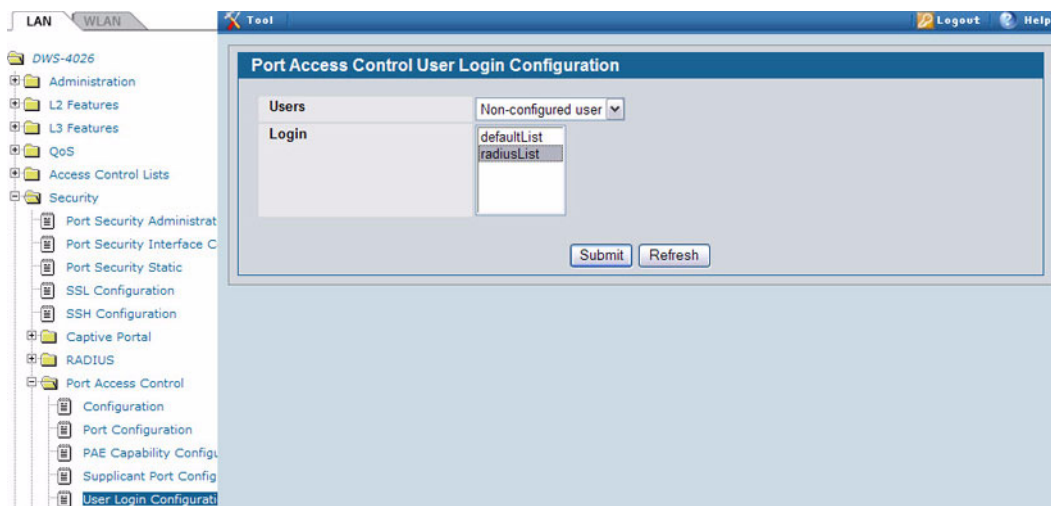 LAN WLAN
Tool
Logout Help
DWS-4026
Administration
L2 Features
L3 Features
QoS
Access Control Lists
Security
Port Security Administrat
Port Security Interface C
Port Security Static
SSL Configuration
SSH Configuration
Captive Portal
RADIUS
Port Access Control
Configuration
Port Configuration
PAE Capability Configu
Supplicant Port Config
User Login Configurati
Port Access Control User Login Configuration
Users Non-configured user
Login defaultList
radiusList
Submit Refresh